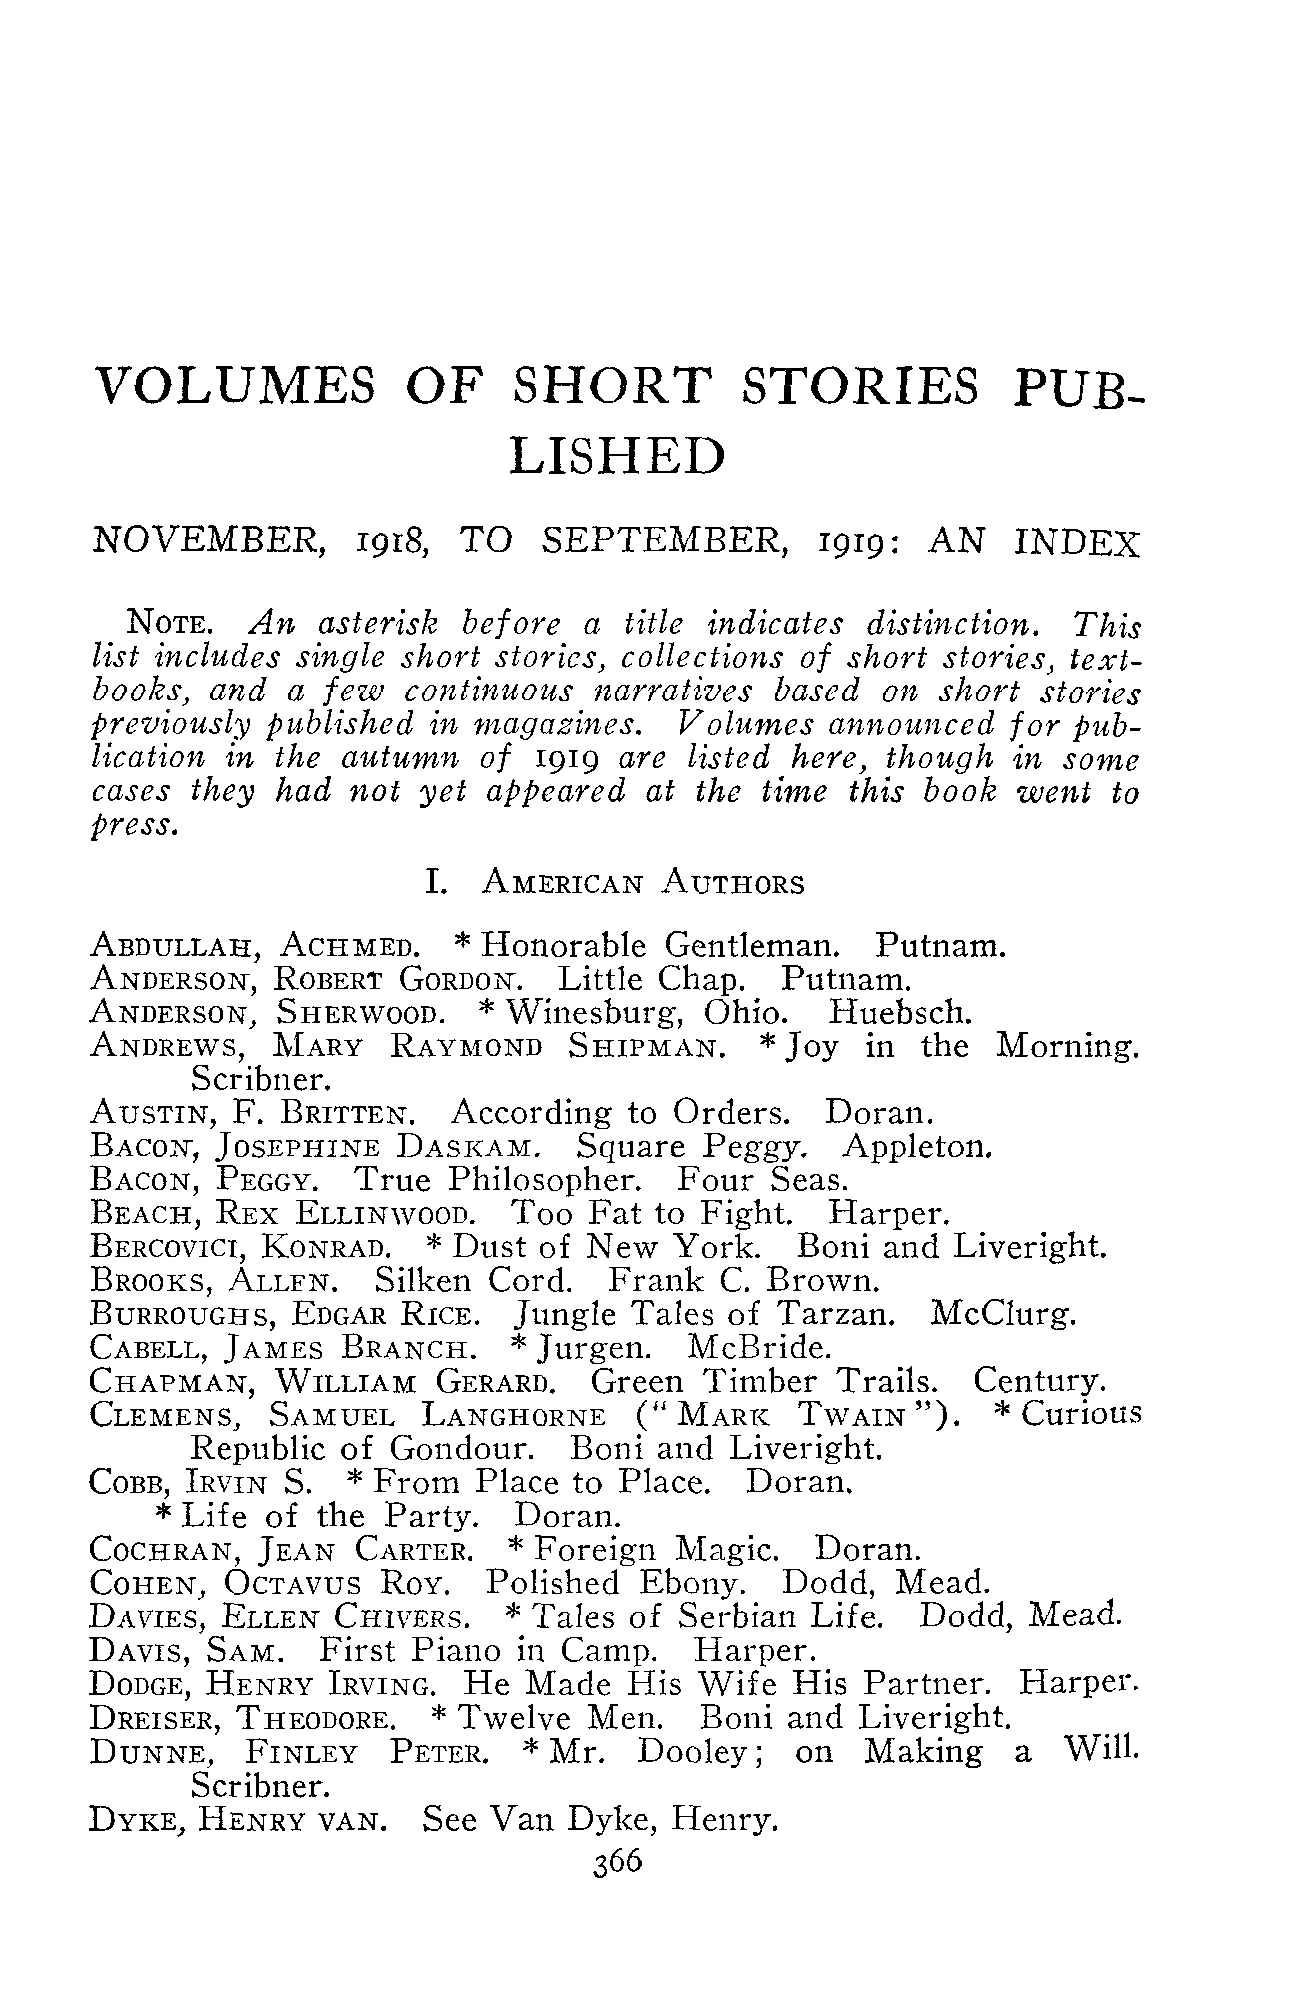 VOLUMES OF SHORT STORIES PUB-
LISHED
NOVEMBER, 1918, TO SEPTEMBER, 1919: AN INDEX
NOTE. An asterisk before a title indicates distinction. This
list includes single short stories, collections of short stories, text-
books, and a few continuous narratives based on short stories
previously published in magazines. Volumes announced for pub-
lication in the autumn of 1919 are listed here, though in some
cases they had not yet appeared at the time this book went to
press.
I. AMERICAN AUTHORS
ABDULLAH, ACHMED. * Honorable Gentleman. Putnam.
ANDERSON, ROBERT GORDON. Little Chap. Putnam.
ANDERSON, SHERWOOD. * Winesburg, Ohio. Huebsch.
ANDREWS, MARY RAYMOND SHIPMAN. * Joy in the Morning.
Scribner.
AUSTIN, F. BRITTEN. According to Orders. Doran.
BACON, JOSEPHINE DASKAM. Square Peggy. Appleton.
BACON, PEGGY. True Philosopher. Four Seas.
BEACH, REX ELLINWOOD. Too Fat to Fight. Harper.
BERCOVICI, KONRAD. * Dust of New York. Boni and Liveright.
BROOKS, ALLEN. Silken Cord. Frank C. Brown.
BURROUGHS, EDGAR RICE. Jungle Tales of Tarzan. McClurg.
CABELL, JAMES BRANCH. * Jurgen. McBride.
CHAPMAN, WILLIAM GERARD. Green Timber Trails. Century.
CLEMENS, SAMUEL LANGHORNE (" MARK TWAIN "). * Curious
Republic of Gondour. Boni and Liveright.
COBB, IRVIN S. * From Place to Place. Doran.
* Life of the Party. Doran.
COCHRAN, JEAN CARTER. * Foreign Magic. Doran.
COHEN, OCTAVUS ROY. Polished Ebony. Dodd, Mead.
DAVIES, ELLEN CHIVERS. * Tales of Serbian Life. Dodd, Mead.
DAVIS, SAM. First Piano in Camp. Harper.
DODGE, HENRY IRVING. He Made His Wife His Partner. Harper.
DREISER, THEODORE. * Twelve Men. Boni and Liveright.
DUNNE, FINLEY PETER. * Mr. Dooley; on Making a Will.
Scribner.
DYKE, HENRY VAN. See Van Dyke, Henry.
366